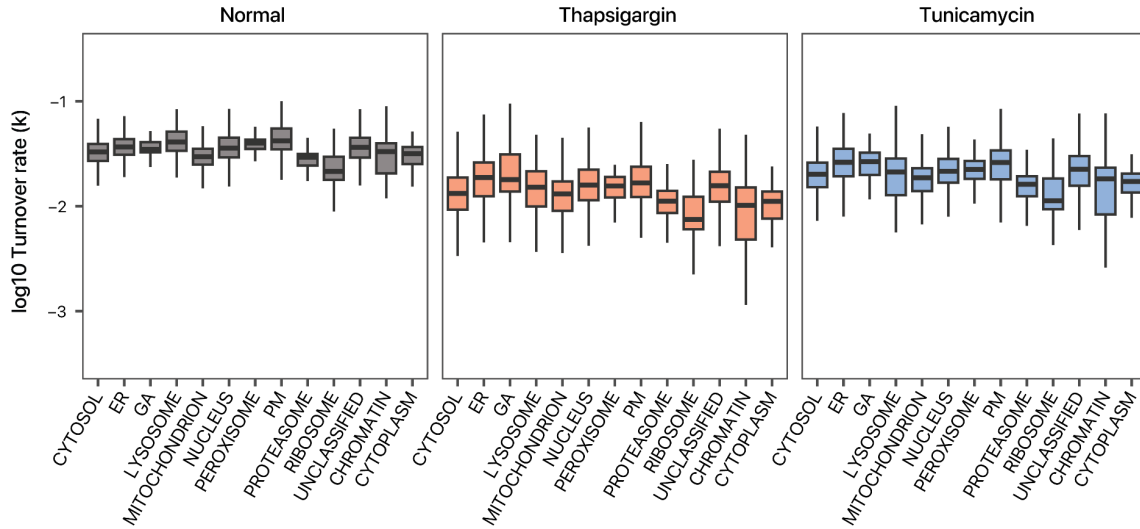 Normal
Thapsigargin
Tunicamycin
log10 Turnover rate (k)
−1
−2
−3
CYTOSOL
ER
GA
LYSOSOME
MITOCHONDRION
NUCLEUS
PEROXISOME
PM
PROTEASOME
RIBOSOME
UNCLASSIFIED
CHROMATIN
CYTOPLASM
CYTOSOL
ER
GA
LYSOSOME
MITOCHONDRION
NUCLEUS
PEROXISOME
PM
PROTEASOME
RIBOSOME
UNCLASSIFIED
CHROMATIN
CYTOPLASM
CYTOSOL
ER
GA
LYSOSOME
MITOCHONDRION
NUCLEUS
PEROXISOME
PM
PROTEASOME
RIBOSOME
UNCLASSIFIED
CHROMATIN
CYTOPLASM